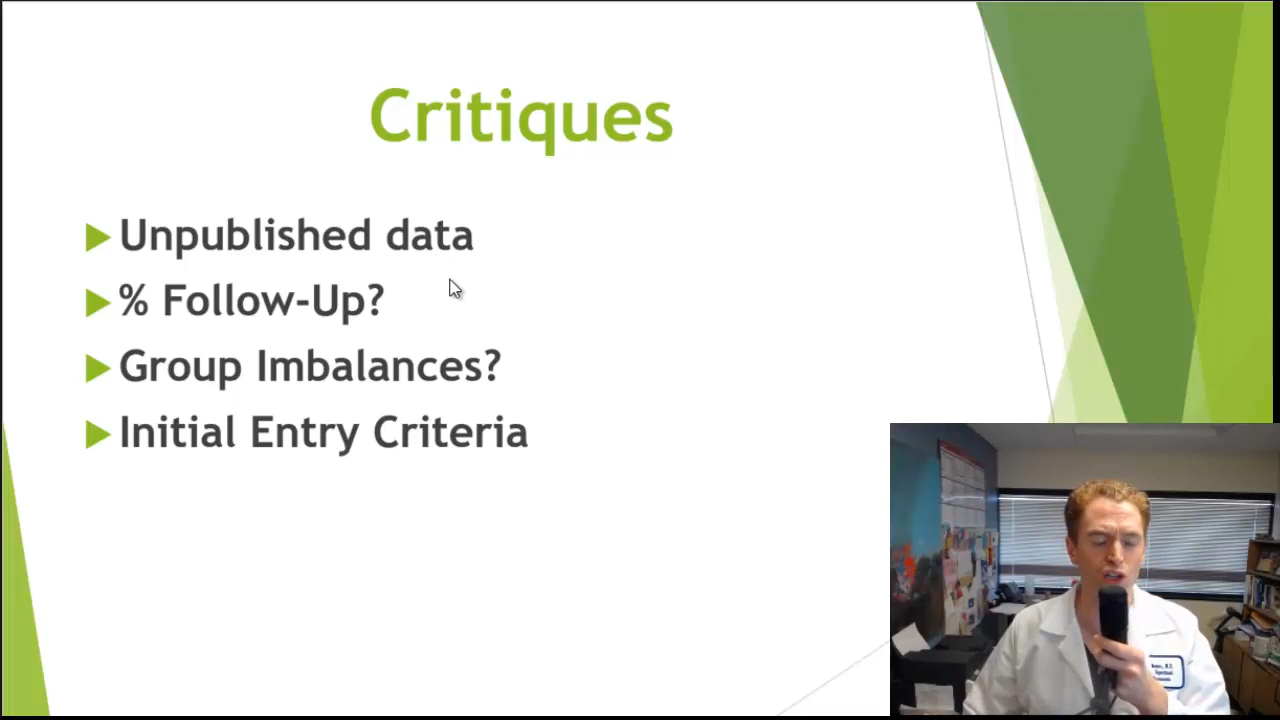 Critiques
Unpublished data
% Follow-Up?
Group Imbalances?
Initial Entry Criteria